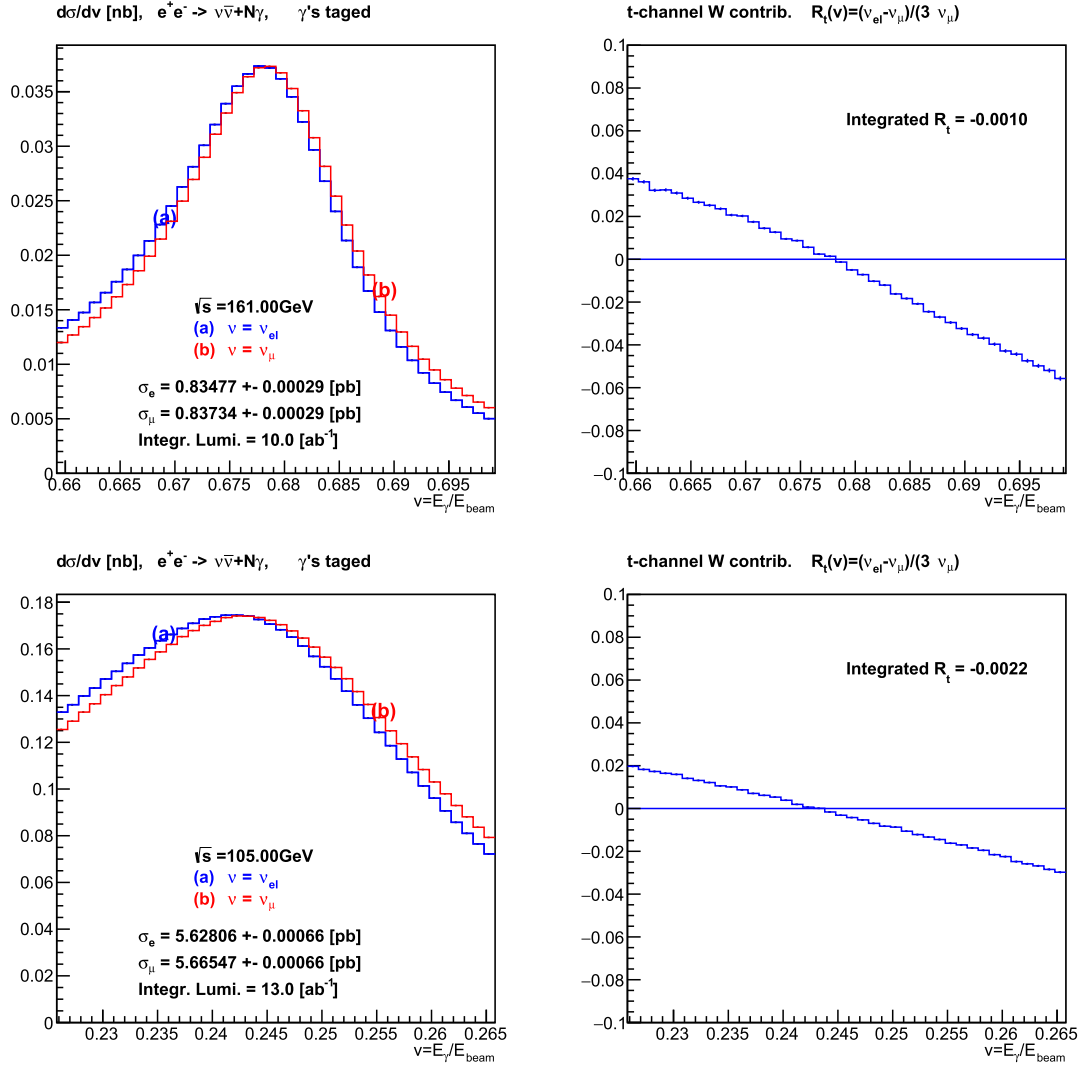 dσ/dv [nb], e⁺e⁻ -> νν̅+Nγ, γ's taged
0.035
0.03
0.025
0.02
0.015
0.01
0.005
0
(a)
(b)
√s =161.00GeV
(a) ν = νₑₗ
(b) ν = ν_μ
σₑ = 0.83477 +- 0.00029 [pb]
σ_μ = 0.83734 +- 0.00029 [pb]
Integr. Lumi. = 10.0 [ab⁻¹]
0.66 0.665 0.67 0.675 0.68 0.685 0.69 0.695
v=E_γ/E_beam
t-channel W contrib. Rₜ(v)=(νₑₗ-ν_μ)/(3 ν_μ)
0.1
0.08
0.06
0.04
0.02
0
−0.02
−0.04
−0.06
−0.08
−0.1
Integrated Rₜ = -0.0010
0.66 0.665 0.67 0.675 0.68 0.685 0.69 0.695
v=E_γ/E_beam
dσ/dv [nb], e⁺e⁻ -> νν̅+Nγ, γ's taged
0.18
0.16
0.14
0.12
0.1
0.08
0.06
0.04
0.02
0
(a)
(b)
√s =105.00GeV
(a) ν = νₑₗ
(b) ν = ν_μ
σₑ = 5.62806 +- 0.00066 [pb]
σ_μ = 5.66547 +- 0.00066 [pb]
Integr. Lumi. = 13.0 [ab⁻¹]
0.23 0.235 0.24 0.245 0.25 0.255 0.26 0.265
v=E_γ/E_beam
t-channel W contrib. Rₜ(v)=(νₑₗ-ν_μ)/(3 ν_μ)
0.1
0.08
0.06
0.04
0.02
0
−0.02
−0.04
−0.06
−0.08
−0.1
Integrated Rₜ = -0.0022
0.23 0.235 0.24 0.245 0.25 0.255 0.26 0.265
v=E_γ/E_beam